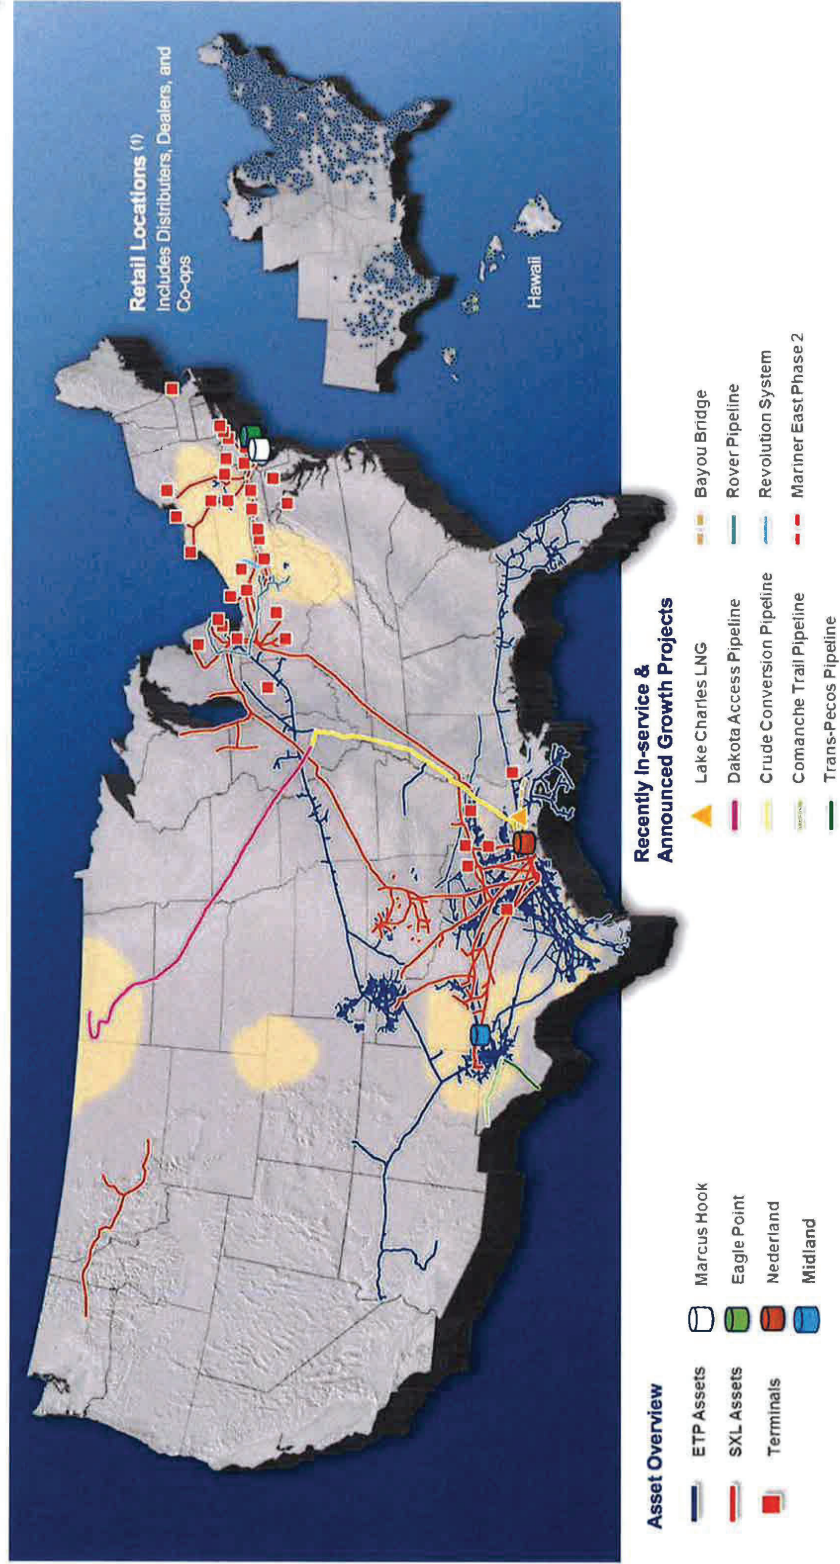 Retail Locations (1)
Includes Distributers, Dealers, and
Co-ops
Hawaii
Asset Overview
ETP Assets
SXL Assets
Terminals
Marcus Hook
Eagle Point
Nederland
Midland
Recently In-service &
Announced Growth Projects
Lake Charles LNG
Dakota Access Pipeline
Crude Conversion Pipeline
Comanche Trail Pipeline
Trans-Pecos Pipeline
Bayou Bridge
Rover Pipeline
Revolution System
Mariner East Phase 2